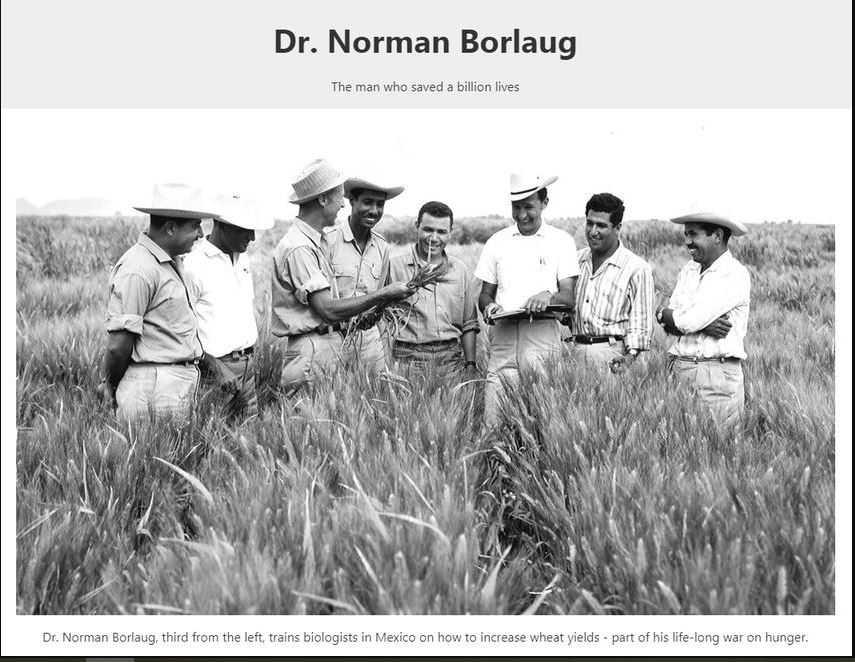 Dr. Norman Borlaug
The man who saved a billion lives
Dr. Norman Borlaug, third from the left, trains biologists in Mexico on how to increase wheat yields - part of his life-long war on hunger.